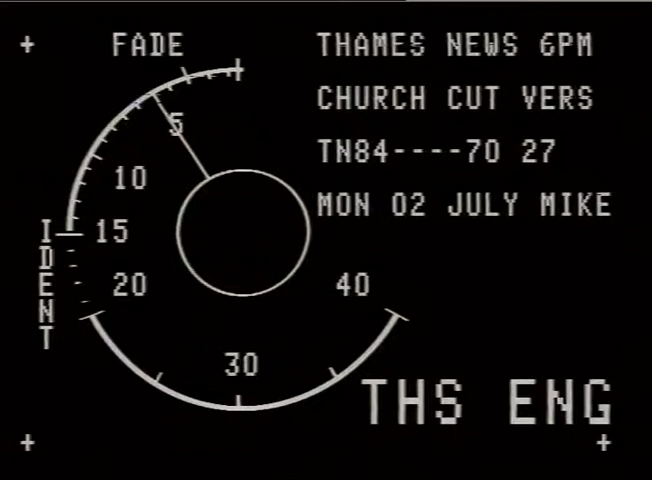 FADE
THAMES NEWS 6PM
CHURCH CUT VERS
TN84----70 27
MON 02 JULY MIKE
5
10
15
20
30
40
IDENT
THS ENG